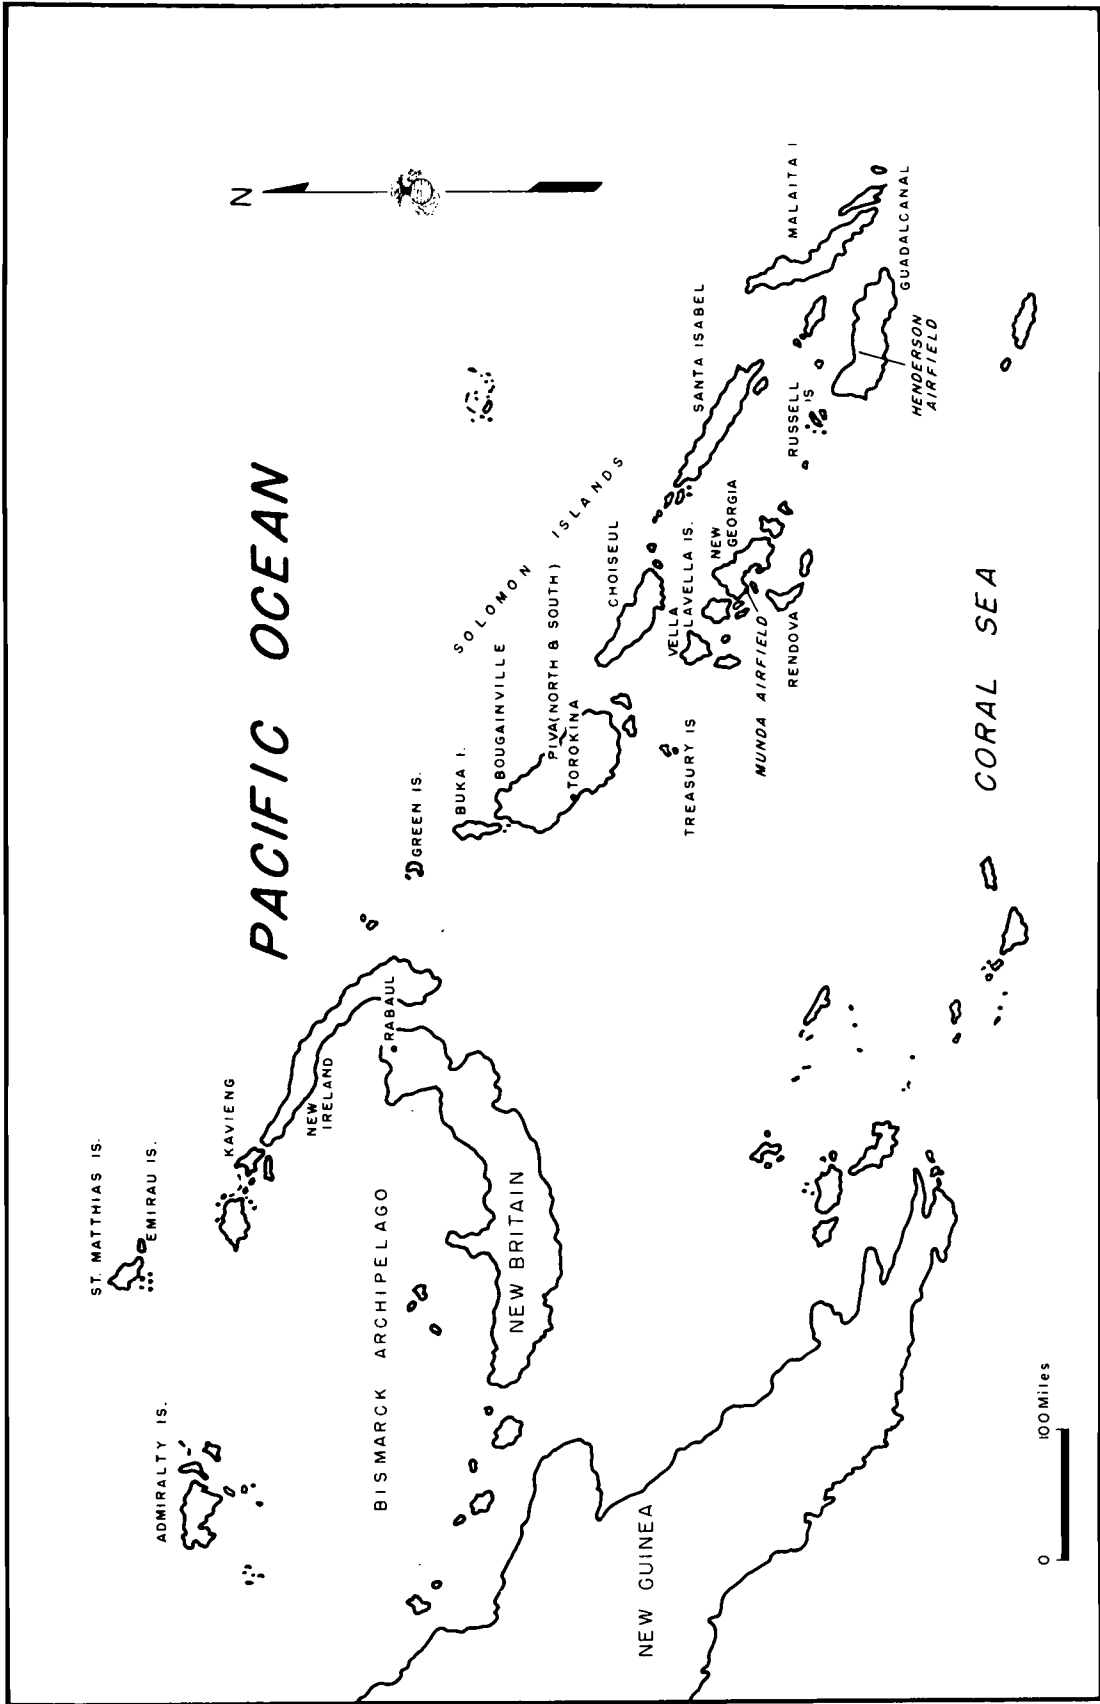 ST. MATTHIAS IS.
EMIRAU IS.
ADMIRALTY IS.
KAVIENG
N
PACIFIC OCEAN
NEW
IRELAND
BISMARCK ARCHIPELAGO
RABAUL
GREEN IS.
BUKA I.
SOLOMON ISLANDS
BOUGAINVILLE
PIVA (NORTH & SOUTH)
TOROKINA
NEW BRITAIN
CHOISEUL
SANTA ISABEL
NEW GUINEA
TREASURY IS
VELLA
LAVELLA IS.
NEW
GEORGIA
MUNDA AIRFIELD
RENDOVA
RUSSELL
IS
MALAITA I
GUADALCANAL
HENDERSON
AIRFIELD
CORAL SEA
0 100 Miles